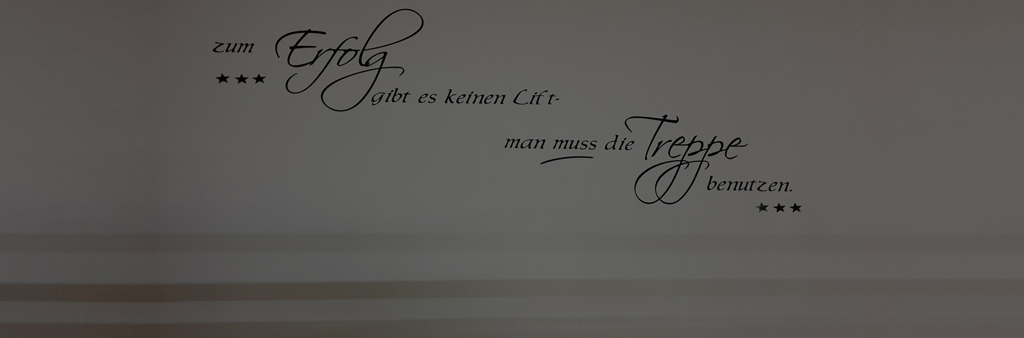 zum Erfolg
gibt es keinen Lift-
man muss die Treppe
benutzen.